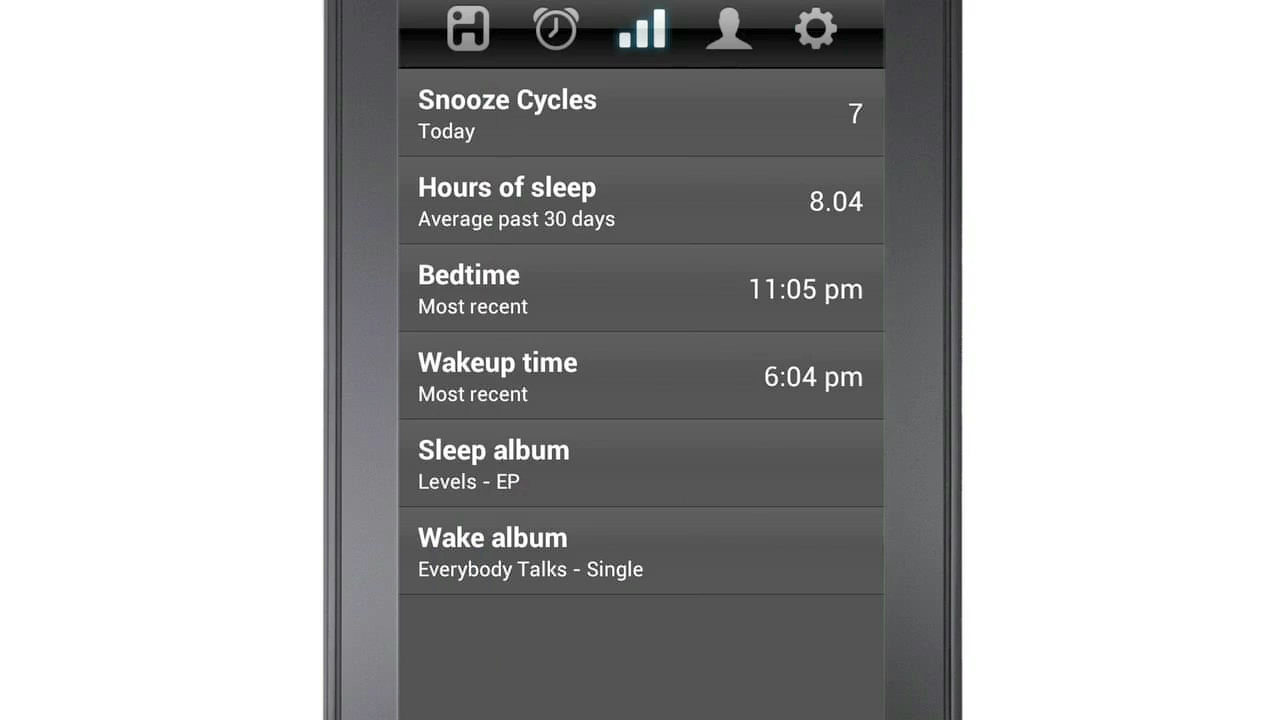 Snooze Cycles
Today
7
Hours of sleep
Average past 30 days
8.04
Bedtime
Most recent
11:05 pm
Wakeup time
Most recent
6:04 pm
Sleep album
Levels - EP
Wake album
Everybody Talks - Single